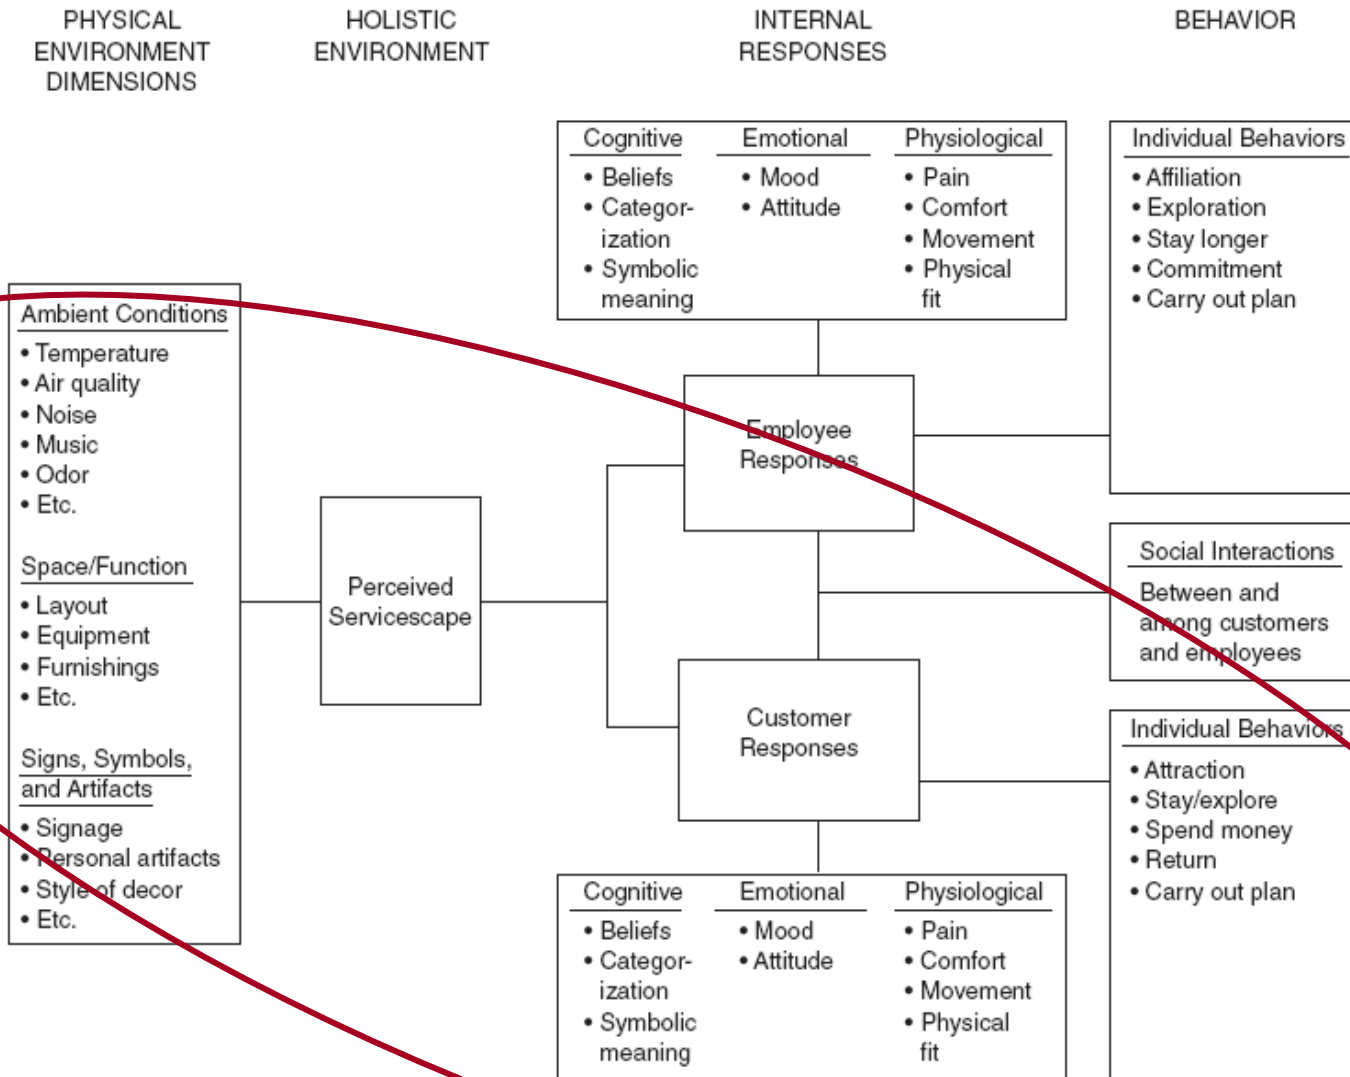 PHYSICAL
ENVIRONMENT
DIMENSIONS
HOLISTIC
ENVIRONMENT
INTERNAL
RESPONSES
BEHAVIOR
Ambient Conditions
• Temperature
• Air quality
• Noise
• Music
• Odor
• Etc.
Space/Function
• Layout
• Equipment
• Furnishings
• Etc.
Signs, Symbols,
and Artifacts
• Signage
• Personal artifacts
• Style of decor
• Etc.
Perceived
Servicescape
Cognitive
• Beliefs
• Categor-
ization
• Symbolic
meaning
Emotional
• Mood
• Attitude
Physiological
• Pain
• Comfort
• Movement
• Physical
fit
Employee
Responses
Customer
Responses
Cognitive
• Beliefs
• Categor-
ization
• Symbolic
meaning
Emotional
• Mood
• Attitude
Physiological
• Pain
• Comfort
• Movement
• Physical
fit
Individual Behaviors
• Affiliation
• Exploration
• Stay longer
• Commitment
• Carry out plan
Social Interactions
Between and
among customers
and employees
Individual Behaviors
• Attraction
• Stay/explore
• Spend money
• Return
• Carry out plan